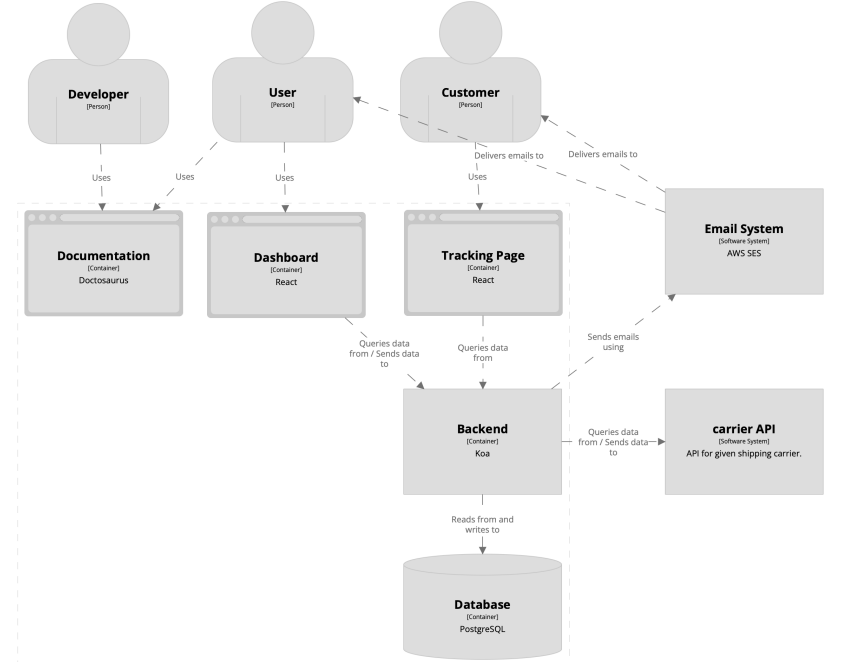 Developer
[Person]
User
[Person]
Customer
[Person]
Delivers emails to
Delivers emails to
Uses
Uses
Uses
Uses
Documentation
[Container]
Doctosaurus
Dashboard
[Container]
React
Tracking Page
[Container]
React
Email System
[Software System]
AWS SES
Queries data
from / Sends data
to
Queries data
from
Sends emails
using
Backend
[Container]
Koa
Queries data
from / Sends data
to
carrier API
[Software System]
API for given shipping carrier.
Reads from and
writes to
Database
[Container]
PostgreSQL